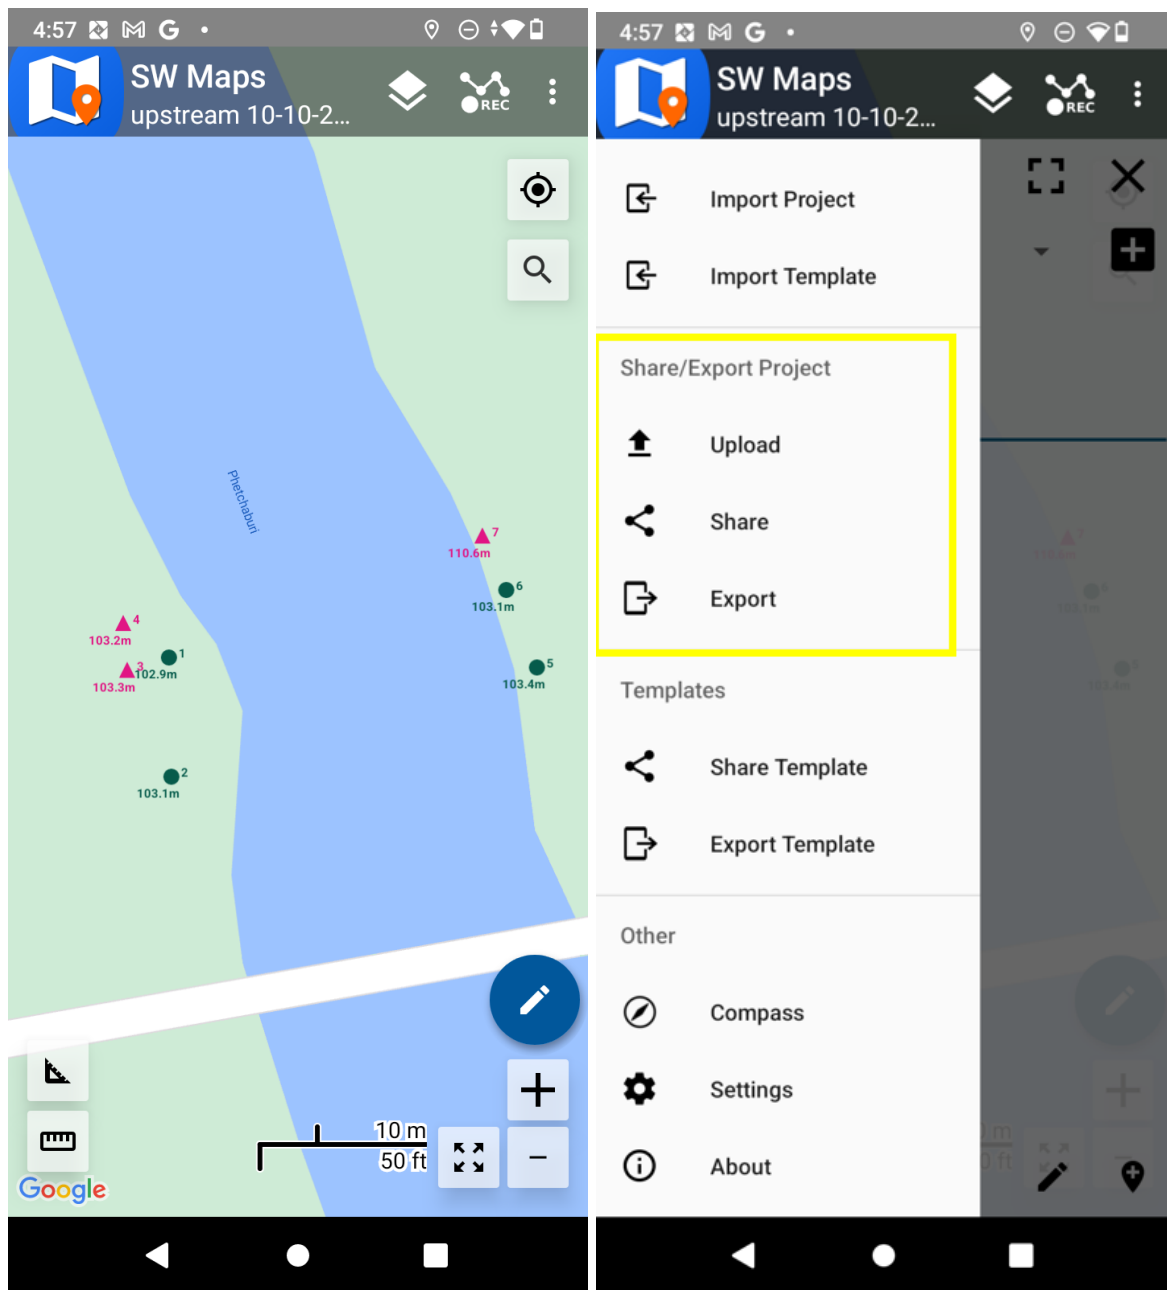 4:57
SW Maps
upstream 10-10-2...
REC
Phetchaburi
7
110.6m
6
103.1m
4
103.2m
1
102.9m
3
103.3m
5
103.4m
2
103.1m
10 m
50 ft
Google
4:57
SW Maps
upstream 10-10-2...
REC
Import Project
Import Template
Share/Export Project
Upload
Share
Export
Templates
Share Template
Export Template
Other
Compass
Settings
About